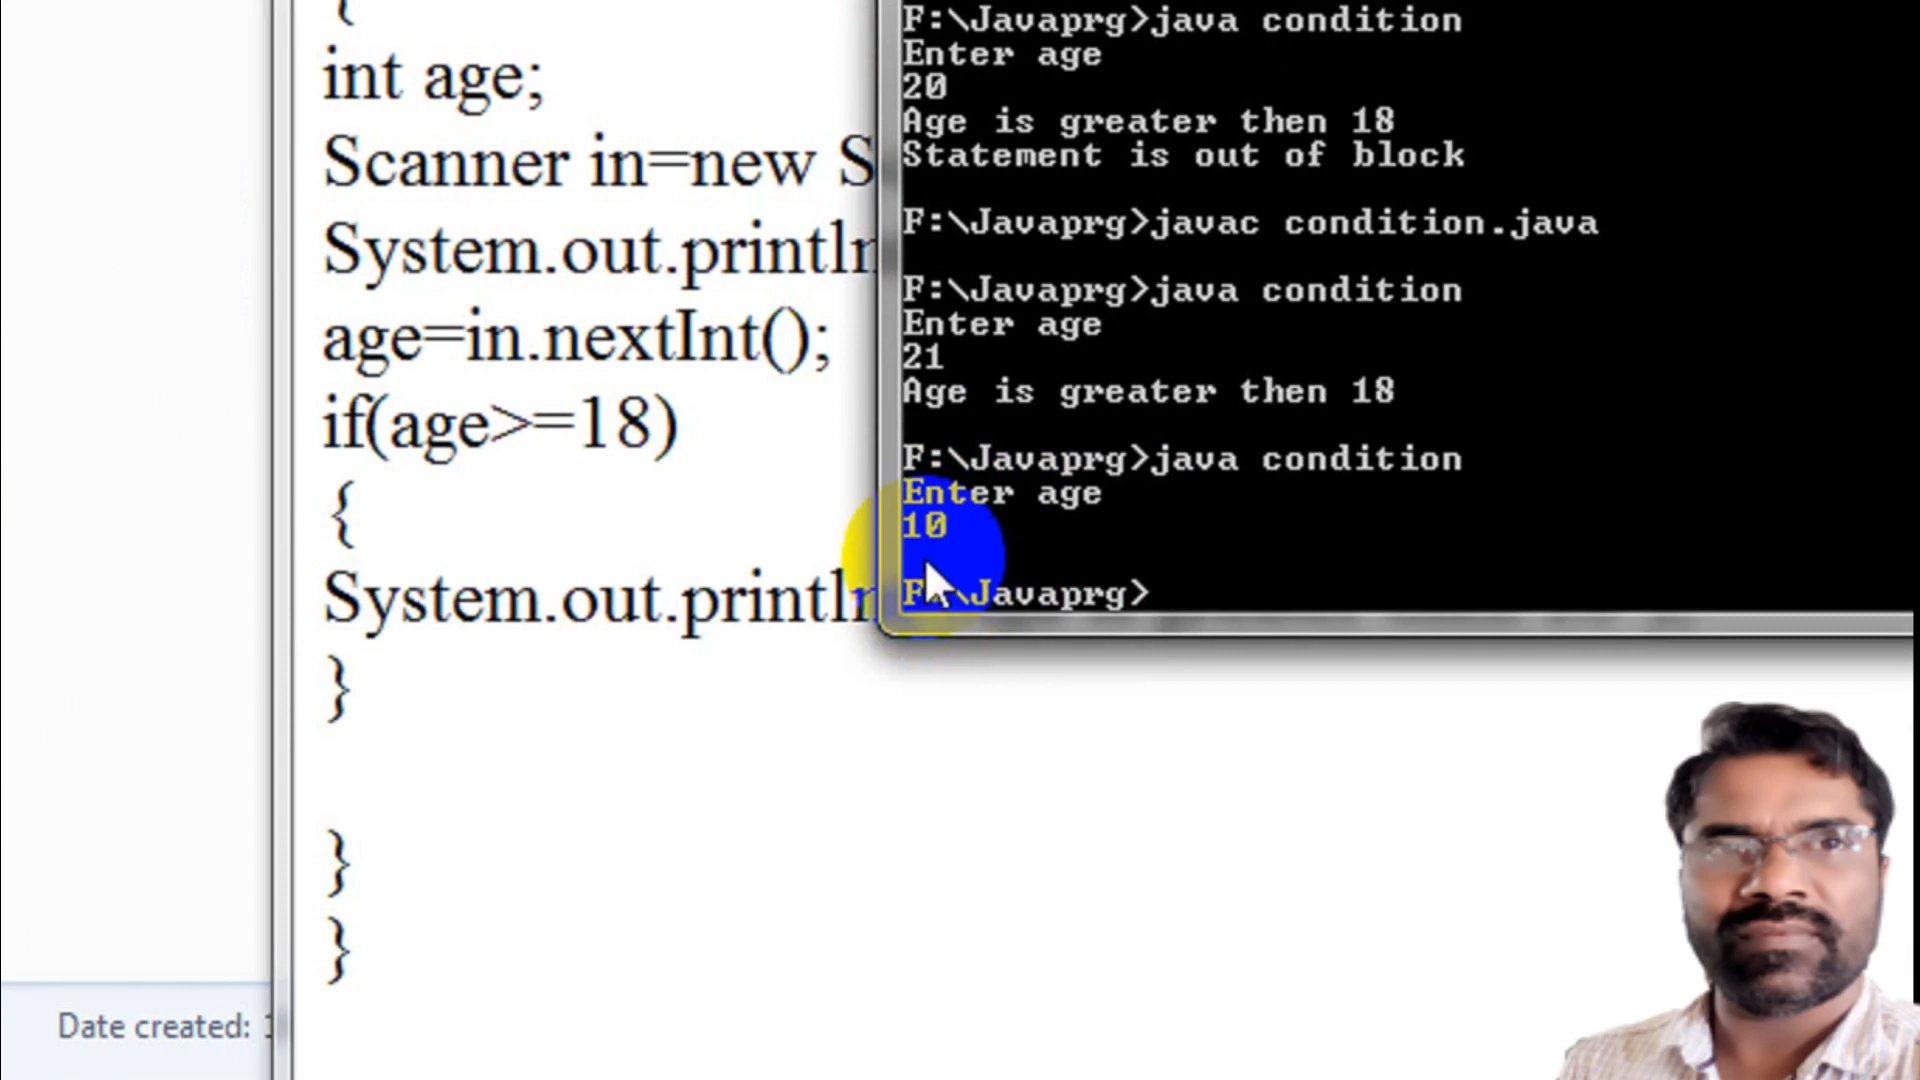 {
int age;
Scanner in=new S
System.out.println
age=in.nextInt();
if(age>=18)
{
System.out.println
}
}
}
Date created:
F:\Javaprg>java condition
Enter age
20
Age is greater then 18
Statement is out of block
F:\Javaprg>javac condition.java
F:\Javaprg>java condition
Enter age
21
Age is greater then 18
F:\Javaprg>java condition
Enter age
10
F:\Javaprg>